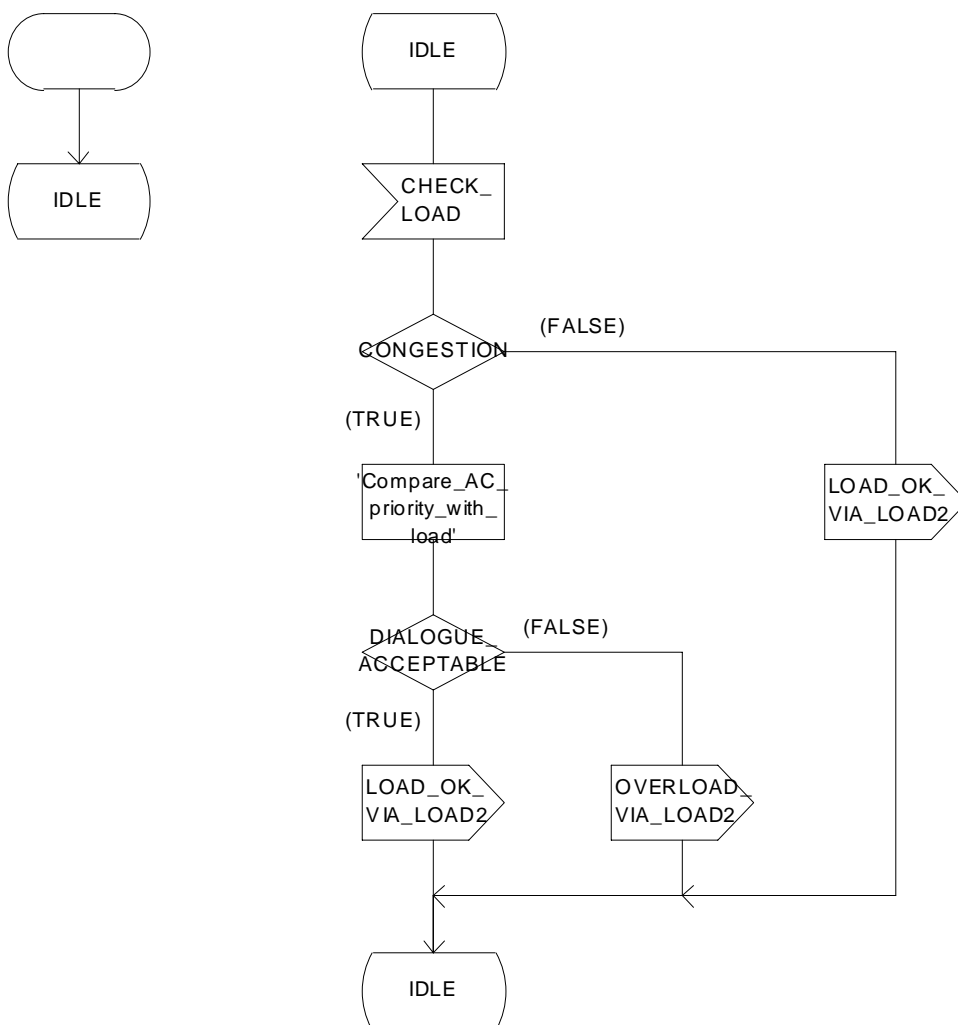 IDLE
IDLE
CHECK_
LOAD
CONGESTION
(FALSE)
(TRUE)
'Compare_AC_
priority_with_
load'
LOAD_OK_
VIA_LOAD2
DIALOGUE_
ACCEPTABLE
(FALSE)
(TRUE)
LOAD_OK_
VIA_LOAD2
OVERLOAD_
VIA_LOAD2
IDLE